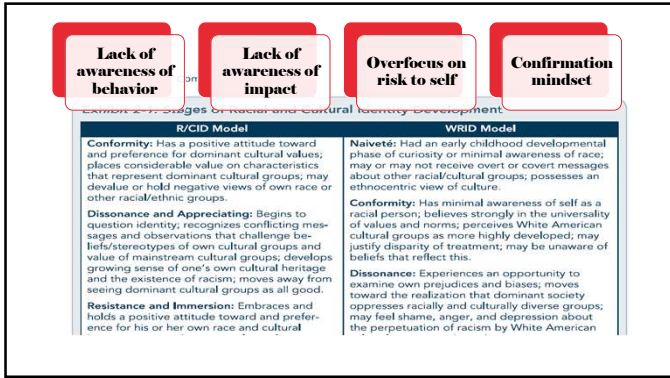 Lack of
awareness of
behavior
Lack of
awareness of
impact
Overfocus on
risk to self
Confirmation
mindset
Exhibit 2-1. Stages of Racial and Cultural Identity Development
R/CID Model
Conformity: Has a positive attitude toward
and preference for dominant cultural values;
places considerable value on characteristics
that represent dominant cultural groups; may
devalue or hold negative views of own race or
other racial/ethnic groups.
Dissonance and Appreciating: Begins to
question identity; recognizes conflicting mes-
sages and observations that challenge be-
liefs/stereotypes of own cultural groups and
value of mainstream cultural groups; develops
growing sense of one's own cultural heritage
and the existence of racism; moves away from
seeing dominant cultural groups as all good.
Resistance and Immersion: Embraces and
holds a positive attitude toward and prefer-
ence for his or her own race and cultural
WRID Model
Naiveté: Had an early childhood developmental
phase of curiosity or minimal awareness of race;
may or may not receive overt or covert messages
about other racial/cultural groups; possesses an
ethnocentric view of culture.
Conformity: Has minimal awareness of self as a
racial person; believes strongly in the universality
of values and norms; perceives White American
cultural groups as more highly developed; may
justify disparity of treatment; may be unaware of
beliefs that reflect this.
Dissonance: Experiences an opportunity to
examine own prejudices and biases; moves
toward the realization that dominant society
oppresses racially and culturally diverse groups;
may feel shame, anger, and depression about
the perpetuation of racism by White American